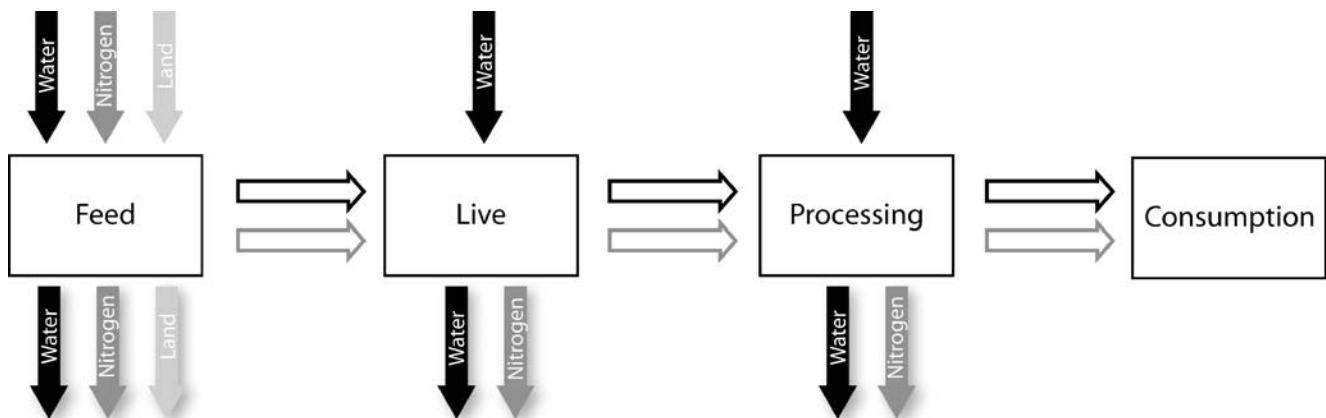 Water
Nitrogen
Land
Water
Water
Feed
Live
Processing
Consumption
Water
Nitrogen
Land
Water
Nitrogen
Water
Nitrogen